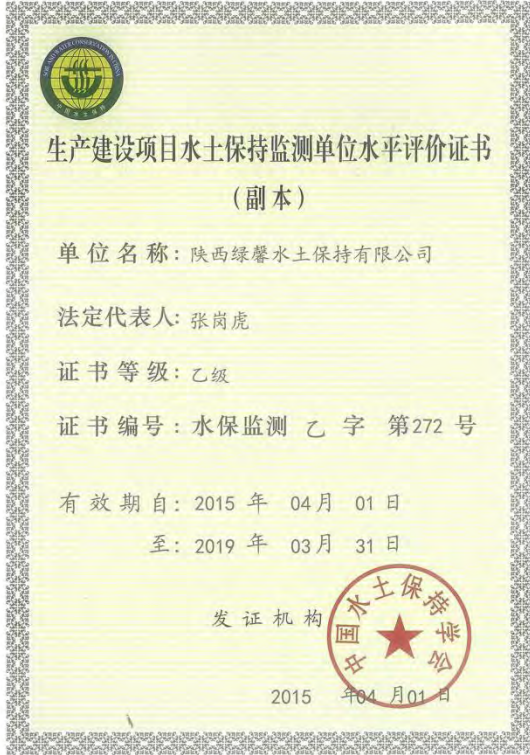 生产建设项目水土保持监测单位水平评价证书
(副本)
单位名称：陕西绿馨水土保持有限公司
法定代表人：张岗虎
证书等级：乙级
证书编号：水保监测 乙 字 第272 号
有效期自：2015 年 04月 01 日
至：2019 年 03月 31 日
发证机构
中国水土保持学会
2015 年04 月01 日